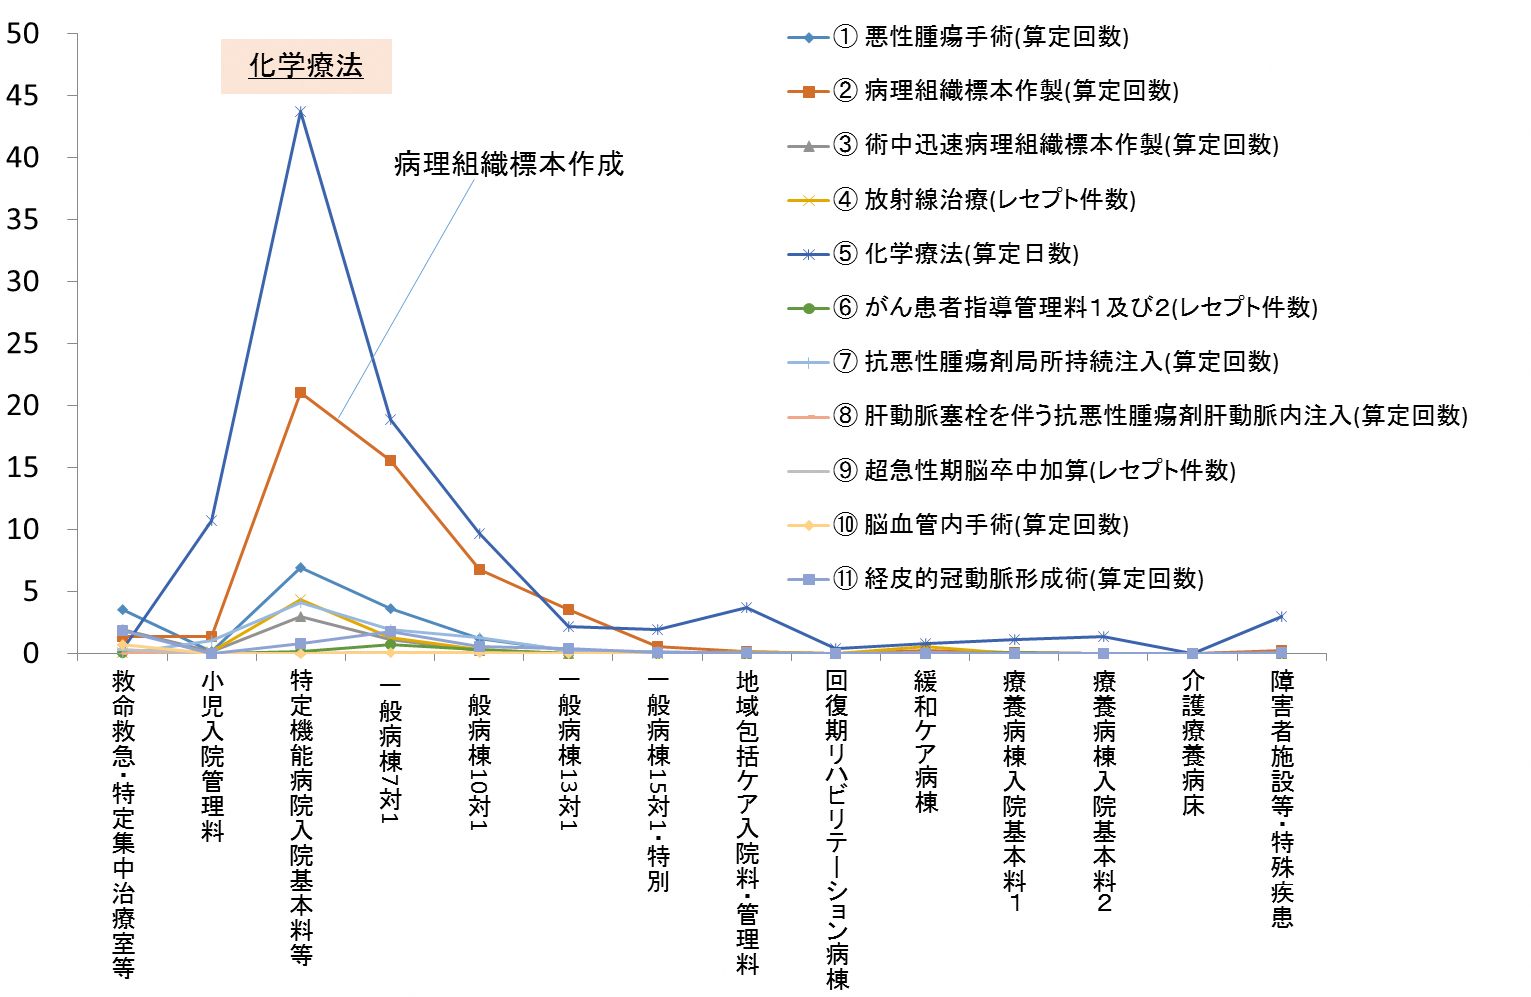 50
45
40
35
30
25
20
15
10
5
0
化学療法
病理組織標本作成
① 悪性腫瘍手術(算定回数)
② 病理組織標本作製(算定回数)
③ 術中迅速病理組織標本作製(算定回数)
④ 放射線治療(レセプト件数)
⑤ 化学療法(算定日数)
⑥ がん患者指導管理料１及び２(レセプト件数)
⑦ 抗悪性腫瘍剤局所持続注入(算定回数)
⑧ 肝動脈塞栓を伴う抗悪性腫瘍剤肝動脈内注入(算定回数)
⑨ 超急性期脳卒中加算(レセプト件数)
⑩ 脳血管内手術(算定回数)
⑪ 経皮的冠動脈形成術(算定回数)
救命救急・特定集中治療室等
小児入院管理料
特定機能病院入院基本料等
一般病棟7対1
一般病棟10対1
一般病棟13対1
一般病棟15対1・特別
地域包括ケア入院料・管理料
回復期リハビリテーション病棟
緩和ケア病棟
療養病棟入院基本料１
療養病棟入院基本料２
介護療養病床
障害者施設等・特殊疾患